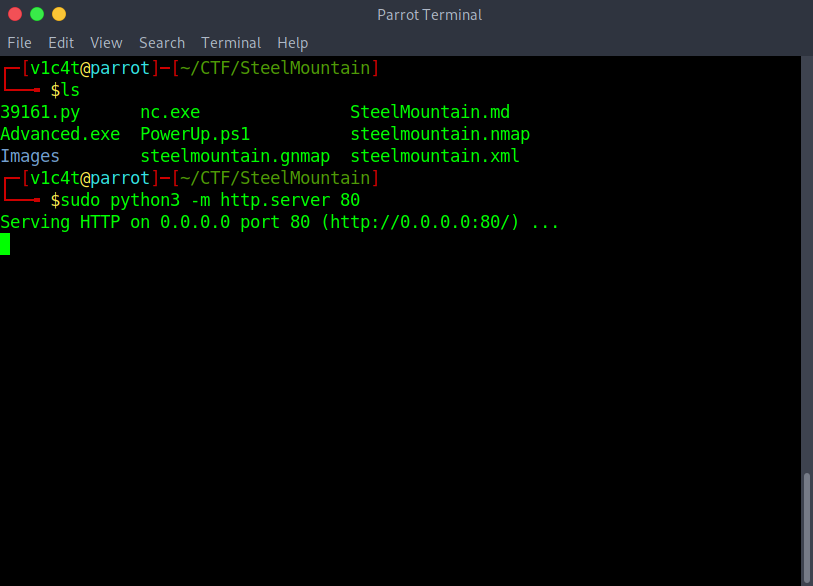 Parrot Terminal
File Edit View Search Terminal Help
┌─[v1c4t@parrot]─[~/CTF/SteelMountain]
└──╼ $ls
39161.py      nc.exe               SteelMountain.md
Advanced.exe  PowerUp.ps1          steelmountain.nmap
Images        steelmountain.gnmap  steelmountain.xml
┌─[v1c4t@parrot]─[~/CTF/SteelMountain]
└──╼ $sudo python3 -m http.server 80
Serving HTTP on 0.0.0.0 port 80 (http://0.0.0.0:80/) ...